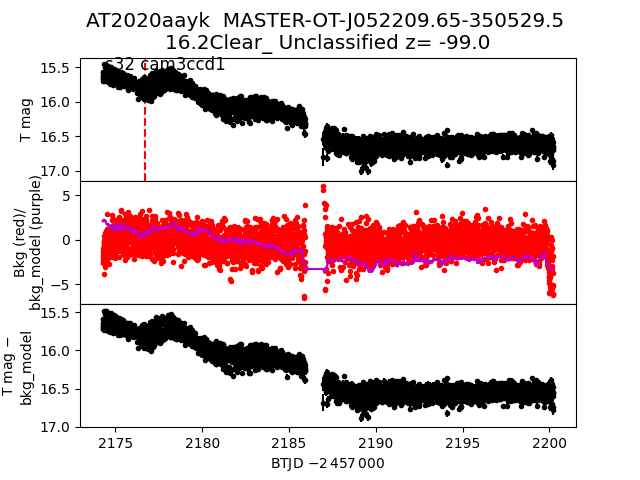 AT2020aayk MASTER-OT-J052209.65-350529.5
16.2Clear_ Unclassified z= -99.0
s32 cam3ccd1
15.5
16.0
16.5
17.0
T mag
5
0
−5
Bkg (red)/
bkg_model (purple)
15.5
16.0
16.5
17.0
T mag −
bkg_model
2175 2180 2185 2190 2195 2200
BTJD −2 457 000